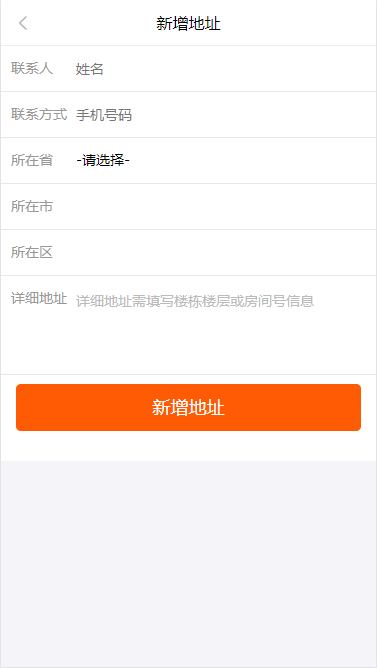 新增地址
联系人 姓名
联系方式 手机号码
所在省 -请选择-
所在市
所在区
详细地址 详细地址需填写楼栋楼层或房间号信息
新增地址